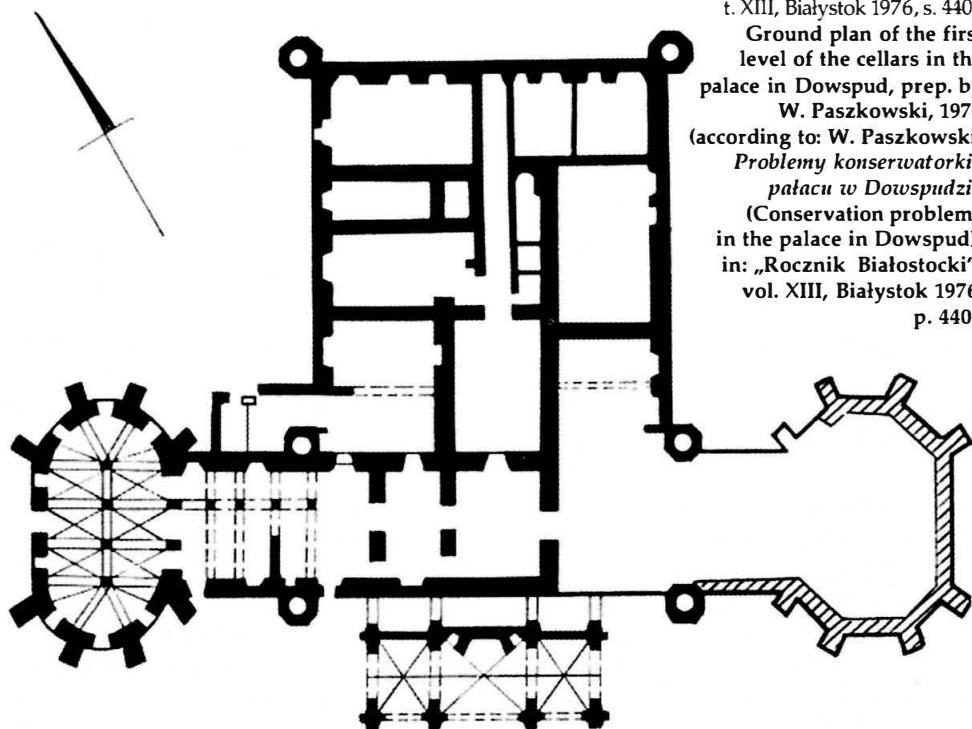 t. XIII, Białystok 1976, s. 440.
Ground plan of the firs
level of the cellars in th
palace in Dowspud, prep. b
W. Paszkowski, 197
(according to: W. Paszkowski
Problemy konserwatorki
pałacu w Dowspudzi
(Conservation problem
in the palace in Dowspud)
in: „Rocznik Białostocki”
vol. XIII, Białystok 1976
p. 440.